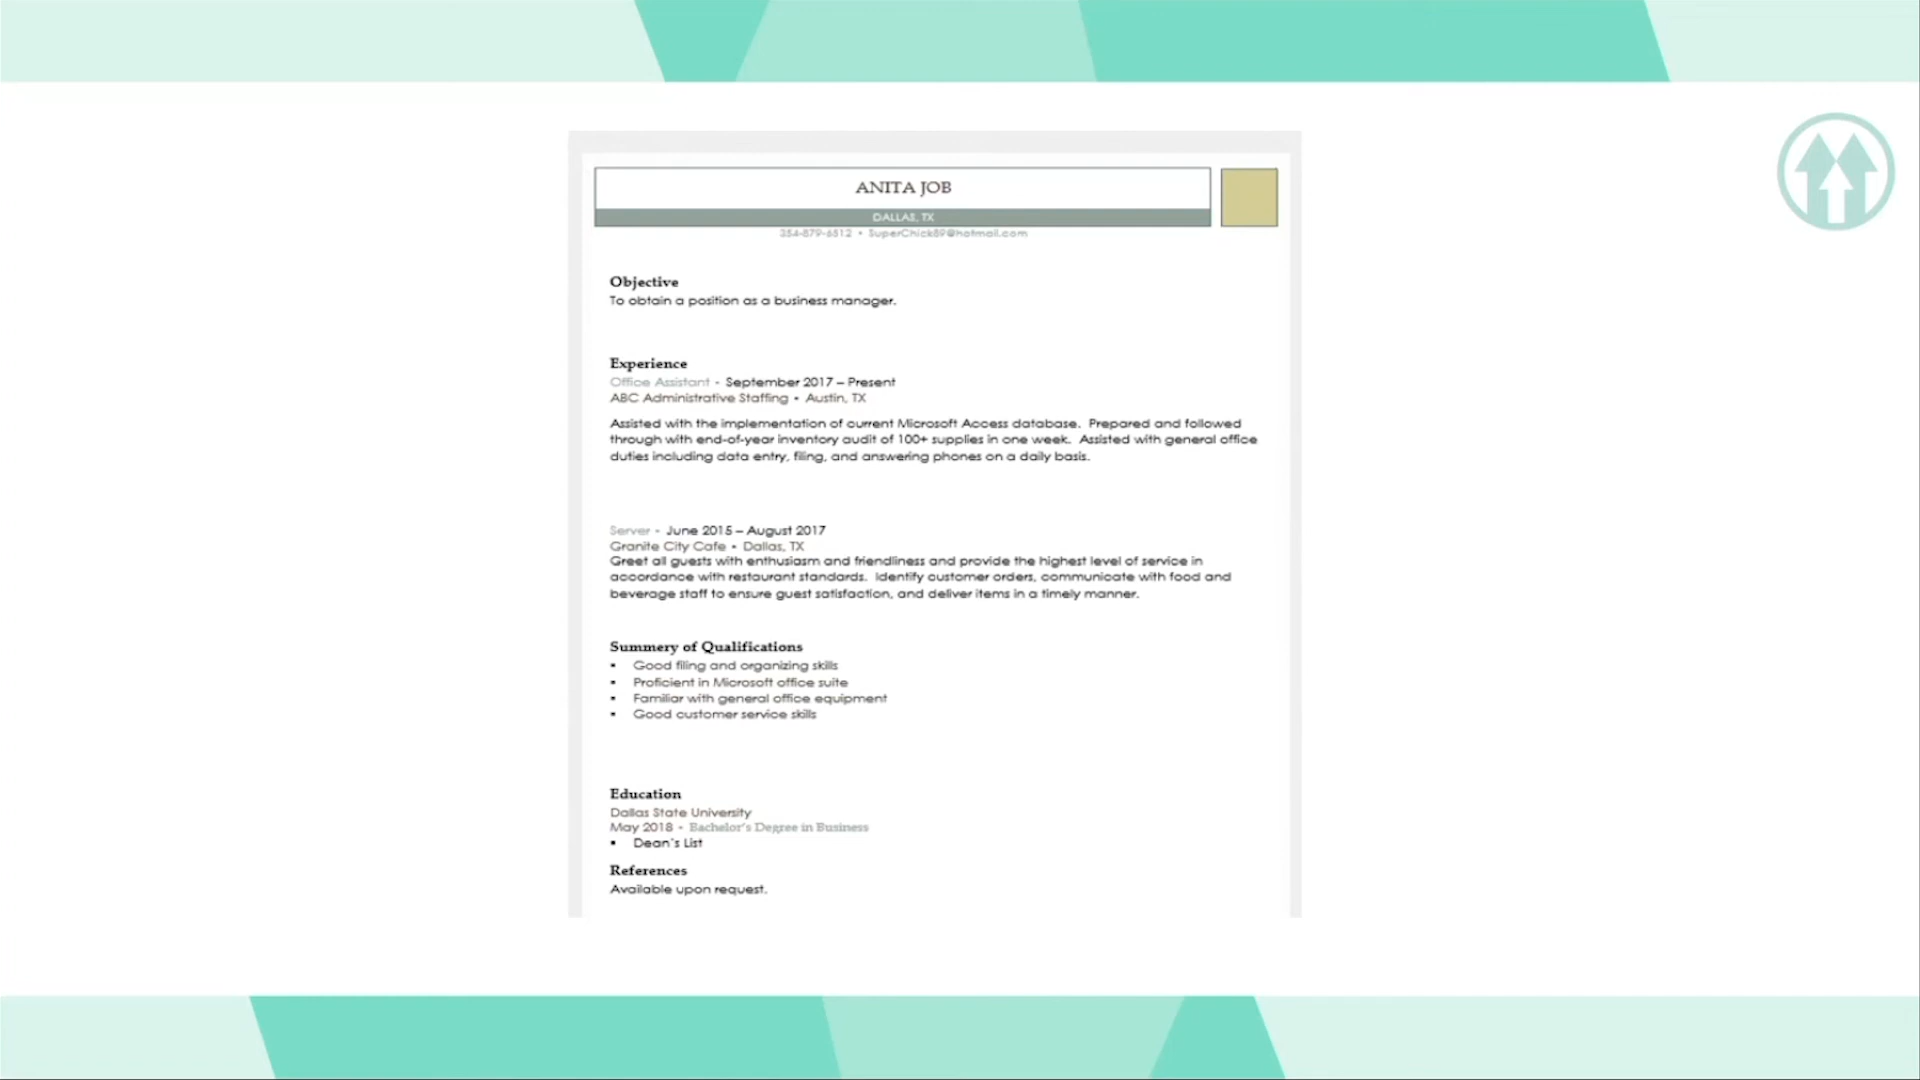 ANITA JOB
DALLAS, TX
354-879-6512 • SuperChick89@hotmail.com
Objective
To obtain a position as a business manager.
Experience
Office Assistant - September 2017 – Present
ABC Administrative Staffing • Austin, TX
Assisted with the implementation of current Microsoft Access database. Prepared and followed
through with end-of-year inventory audit of 100+ supplies in one week. Assisted with general office
duties including data entry, filing, and answering phones on a daily basis.
Server - June 2015 – August 2017
Granite City Cafe • Dallas, TX
Greet all guests with enthusiasm and friendliness and provide the highest level of service in
accordance with restaurant standards. Identify customer orders, communicate with food and
beverage staff to ensure guest satisfaction, and deliver items in a timely manner.
Summery of Qualifications
▪ Good filing and organizing skills
▪ Proficient in Microsoft office suite
▪ Familiar with general office equipment
▪ Good customer service skills
Education
Dallas State University
May 2018 - Bachelor's Degree in Business
▪ Dean's List
References
Available upon request.